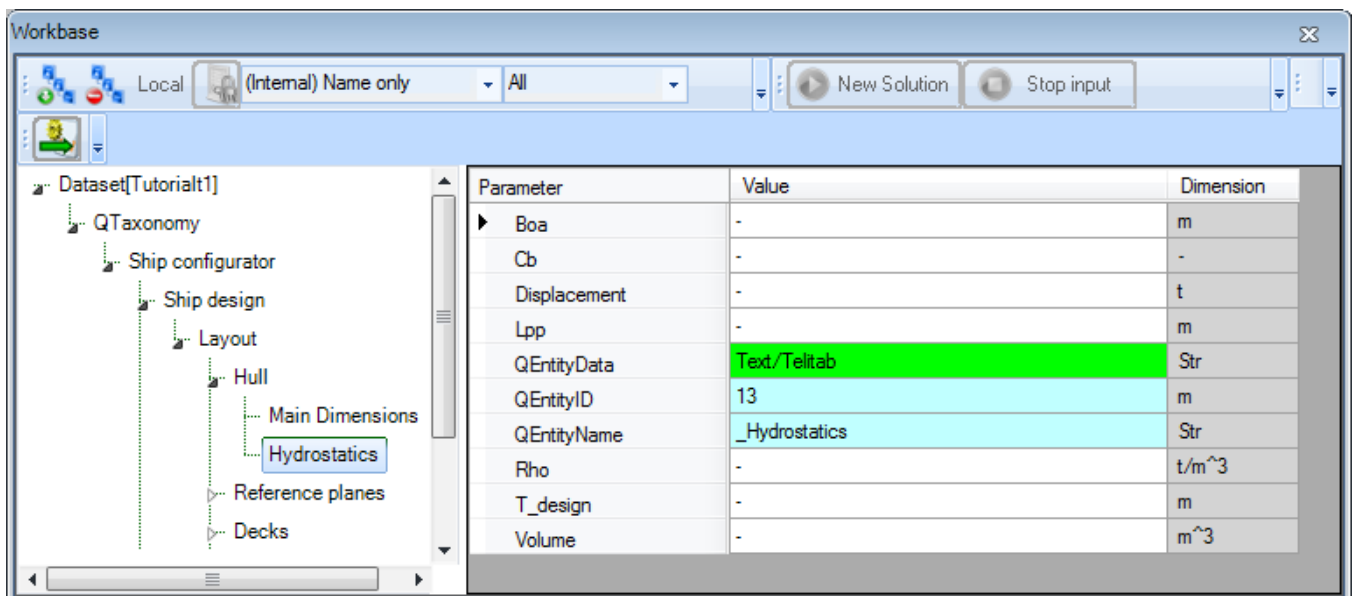 Workbase
Local (Internal) Name only All New Solution Stop input
Dataset[Tutorialt1]
QTaxonomy
Ship configurator
Ship design
Layout
Hull
Main Dimensions
Hydrostatics
Reference planes
Decks
Parameter Value Dimension
Boa - m
Cb - -
Displacement - t
Lpp - m
QEntityData Text/Telitab Str
QEntityID 13 m
QEntityName _Hydrostatics Str
Rho - t/m^3
T_design - m
Volume - m^3